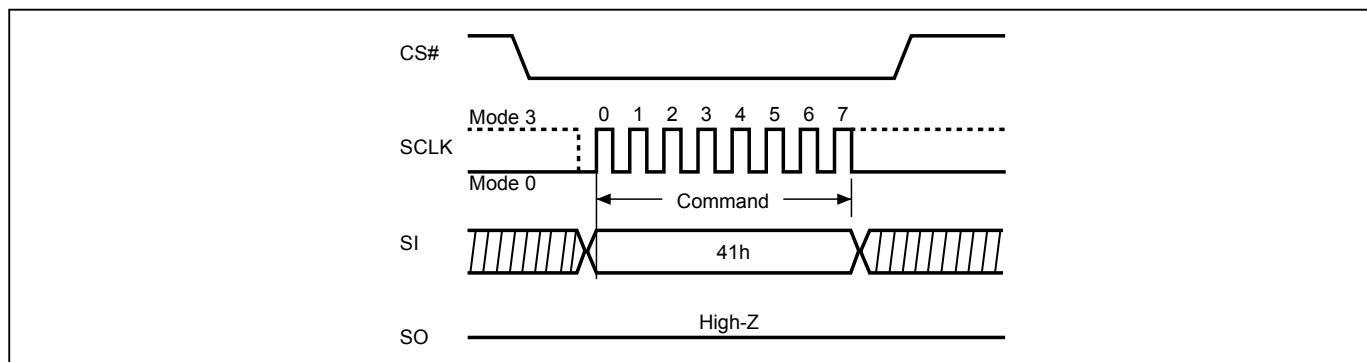 CS#
Mode 3
0 1 2 3 4 5 6 7
SCLK
Mode 0
Command
SI
41h
High-Z
SO